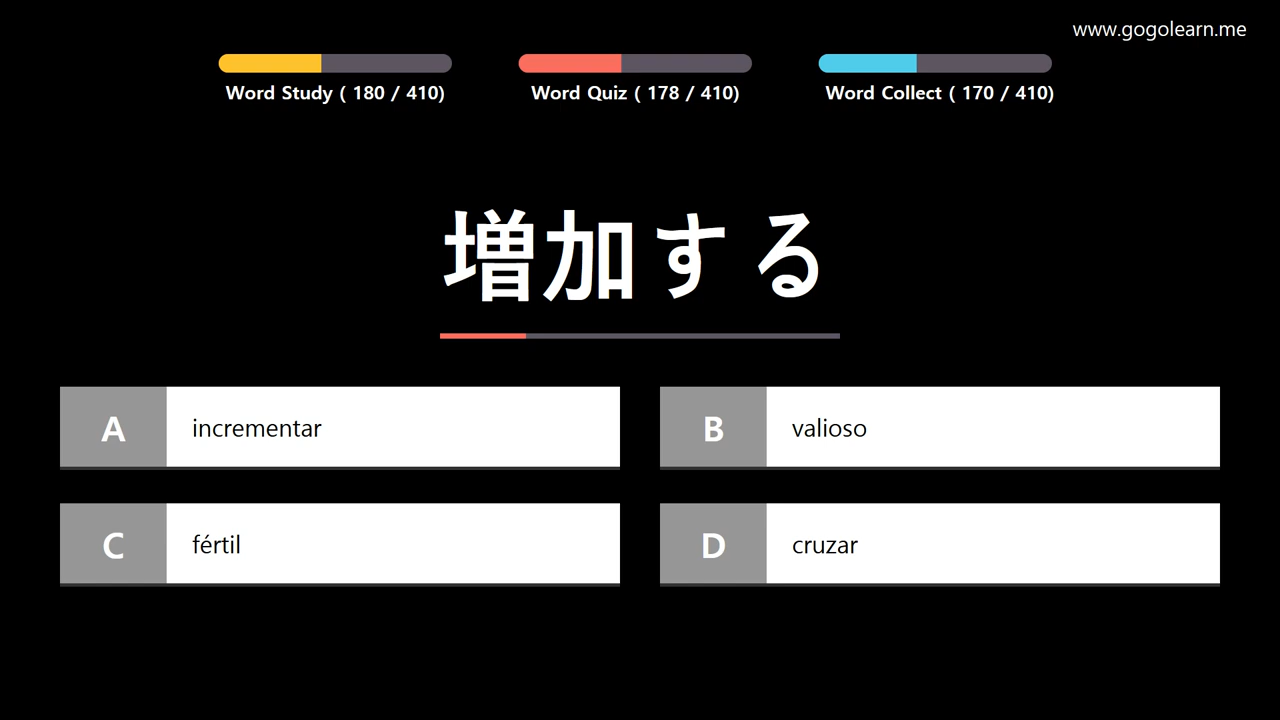 www.gogolearn.me
Word Study ( 180 / 410)
Word Quiz ( 178 / 410)
Word Collect ( 170 / 410)
増加する
A
incrementar
B
valioso
C
fértil
D
cruzar